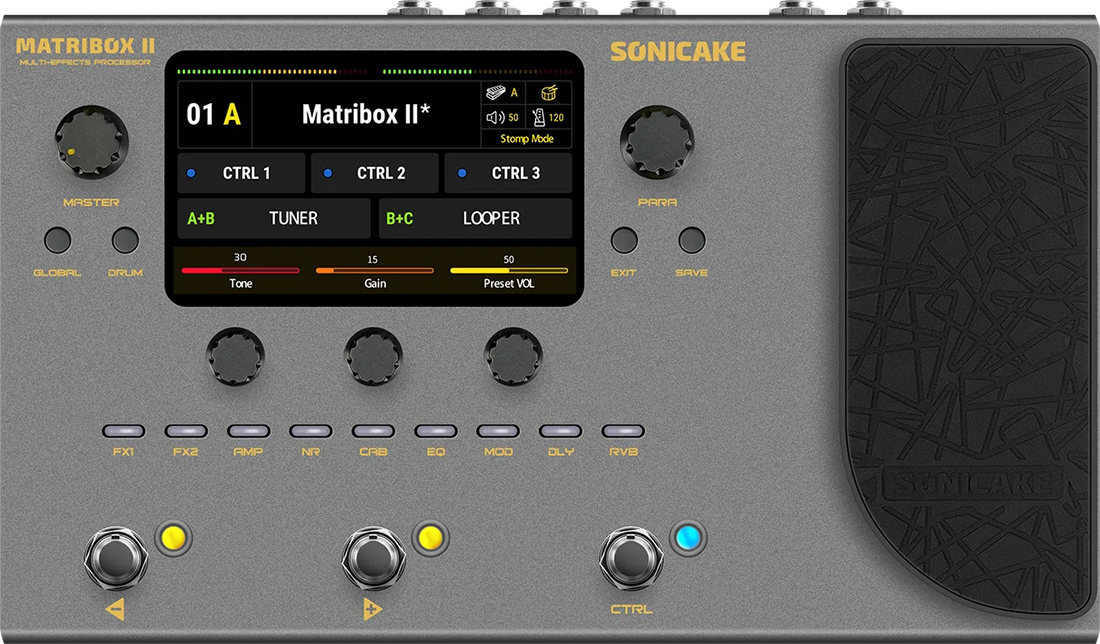 MATRIBOX II
MULTI-EFFECTS PROCESSOR
SONICAKE
01 A
Matribox II*
A
50
120
Stomp Mode
CTRL 1
CTRL 2
CTRL 3
A+B
TUNER
B+C
LOOPER
30
15
50
Tone
Gain
Preset VOL
MASTER
PARA
GLOBAL
DRUM
EXIT
SAVE
FX1
FX2
AMP
NR
CAB
EQ
MOD
DLY
RVB
SONICAKE
-
+
CTRL